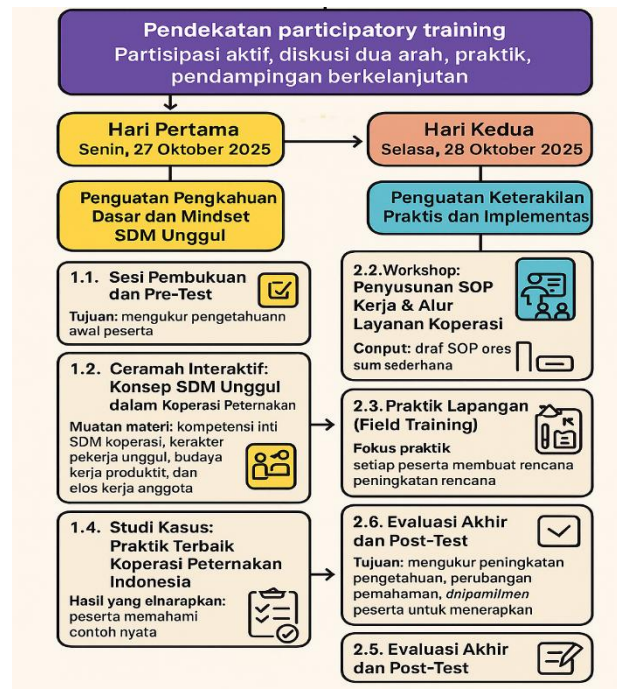 Pendekatan participatory training
Partisipasi aktif, diskusi dua arah, praktik,
pendampingan berkelanjutan
Hari Pertama
Senin, 27 Oktober 2025
Hari Kedua
Selasa, 28 Oktober 2025
Penguatan Pengkahuan
Dasar dan Mindset
SDM Unggul
Penguatan Keterakilan
Praktis dan Implementas
1.1. Sesi Pembukuan
dan Pre-Test
Tujuan: mengukur pengetahuann
awal peserta
1.2. Ceramah Interaktif:
Konsep SDM Unggul
dalam Koperasi Peternakan
Muatan materi: kompetensi inti
SDM koperasi, kerakter
pekerja unggul, budaya
kerja produktit, dan
elos kerja anggota
1.4. Studi Kasus:
Praktik Terbaik
Koperasi Peternakan
Indonesia
Hasil yang elnarapkan:
peserta memahami
contoh nyata
2.2.Workshop:
Penyusunan SOP
Kerja & Alur
Layanan Koperasi
Conput: draf SOP ores
sum sederhana
2.3. Praktik Lapangan
(Field Training)
Fokus praktik
setiap peserta membuat rencana
peningkatan rencana
2.6. Evaluasi Akhir
dan Post-Test
Tujuan: mengukur peningkatan
pengetahuan, perubangan
pemahaman, dnipamilmen
peserta untuk menerapkan
2.5. Evaluasi Akhir
dan Post-Test